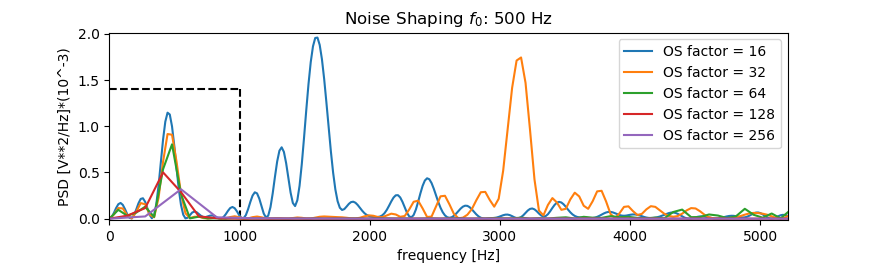 Noise Shaping f₀: 500 Hz
PSD [V**2/Hz]*(10^-3)
2.0
1.5
1.0
0.5
0.0
OS factor = 16
OS factor = 32
OS factor = 64
OS factor = 128
OS factor = 256
0 1000 2000 3000 4000 5000
frequency [Hz]